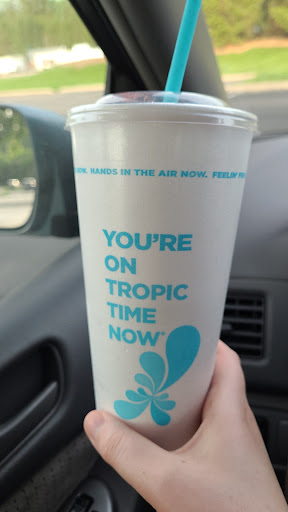 NOW. HANDS IN THE AIR NOW. FEELIN'
YOU'RE
ON
TROPIC
TIME
NOW®